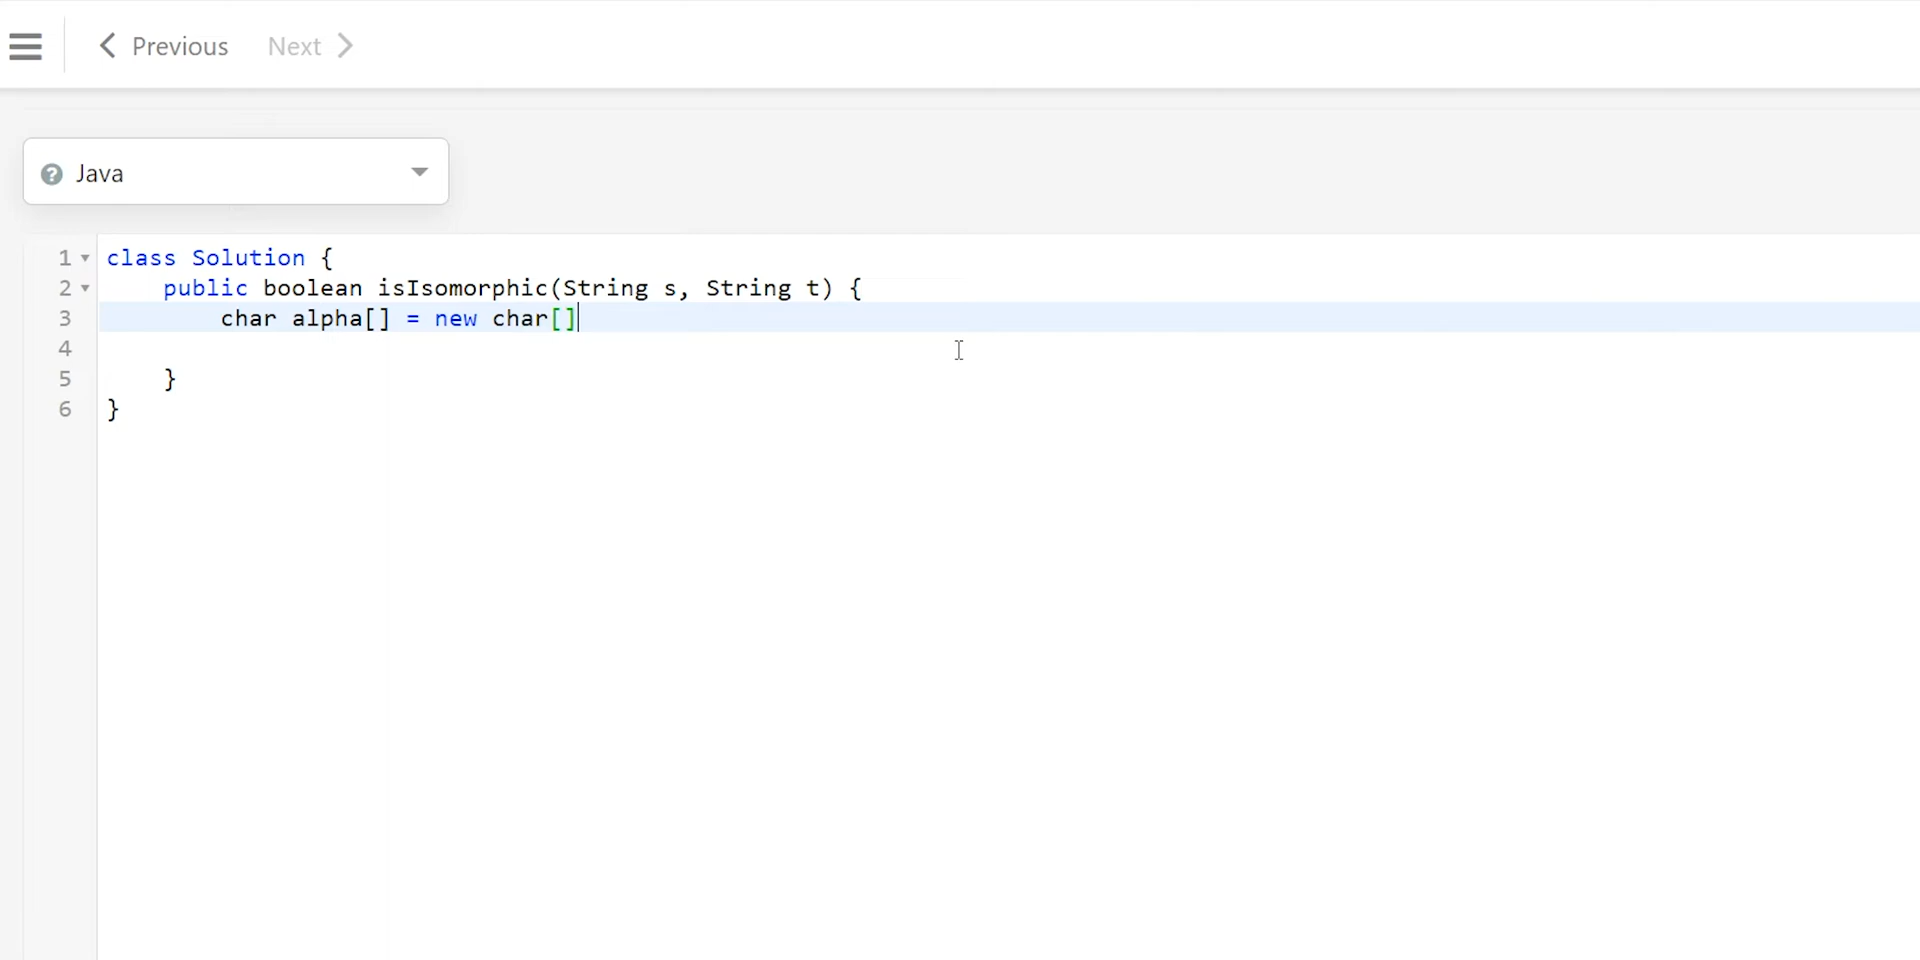 Previous Next
Java
1 class Solution {
2     public boolean isIsomorphic(String s, String t) {
3         char alpha[] = new char[]
4
5     }
6 }